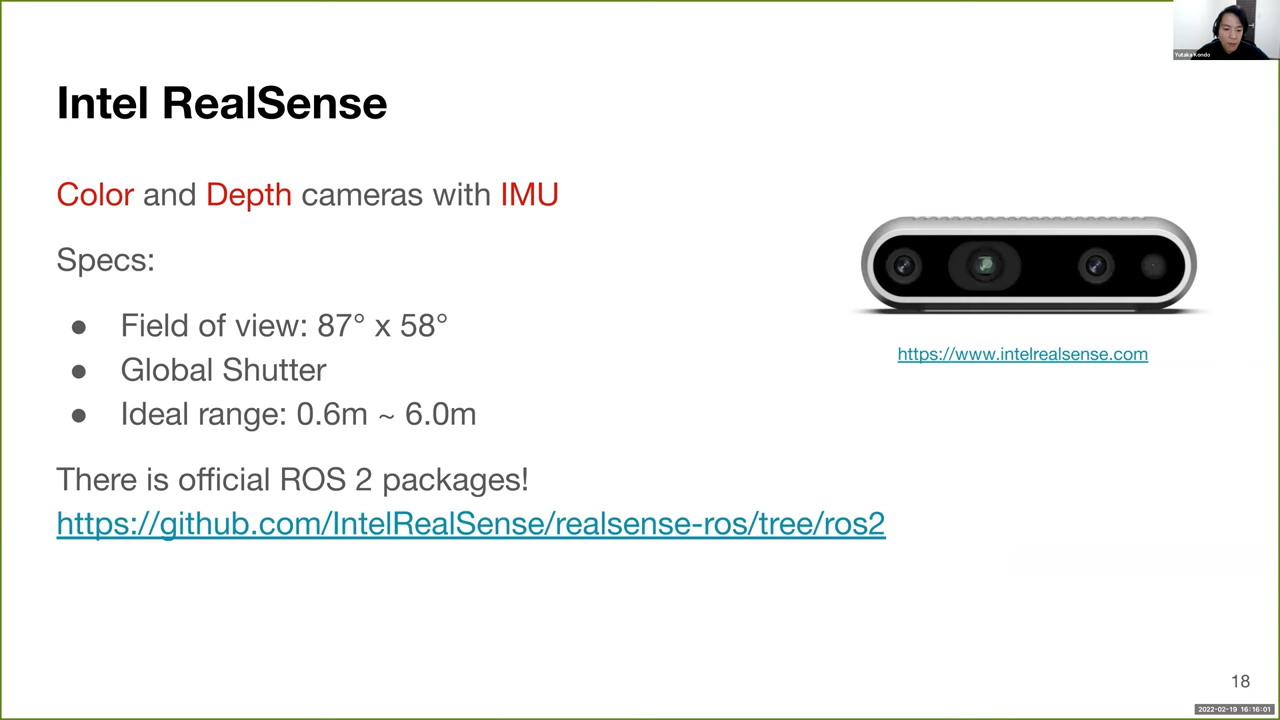 Yutaka Kondo
Intel RealSense
Color and Depth cameras with IMU
Specs:
● Field of view: 87° x 58°
● Global Shutter
● Ideal range: 0.6m ~ 6.0m
There is official ROS 2 packages!
https://github.com/IntelRealSense/realsense-ros/tree/ros2
https://www.intelrealsense.com
18
2022-02-19 16:16:01